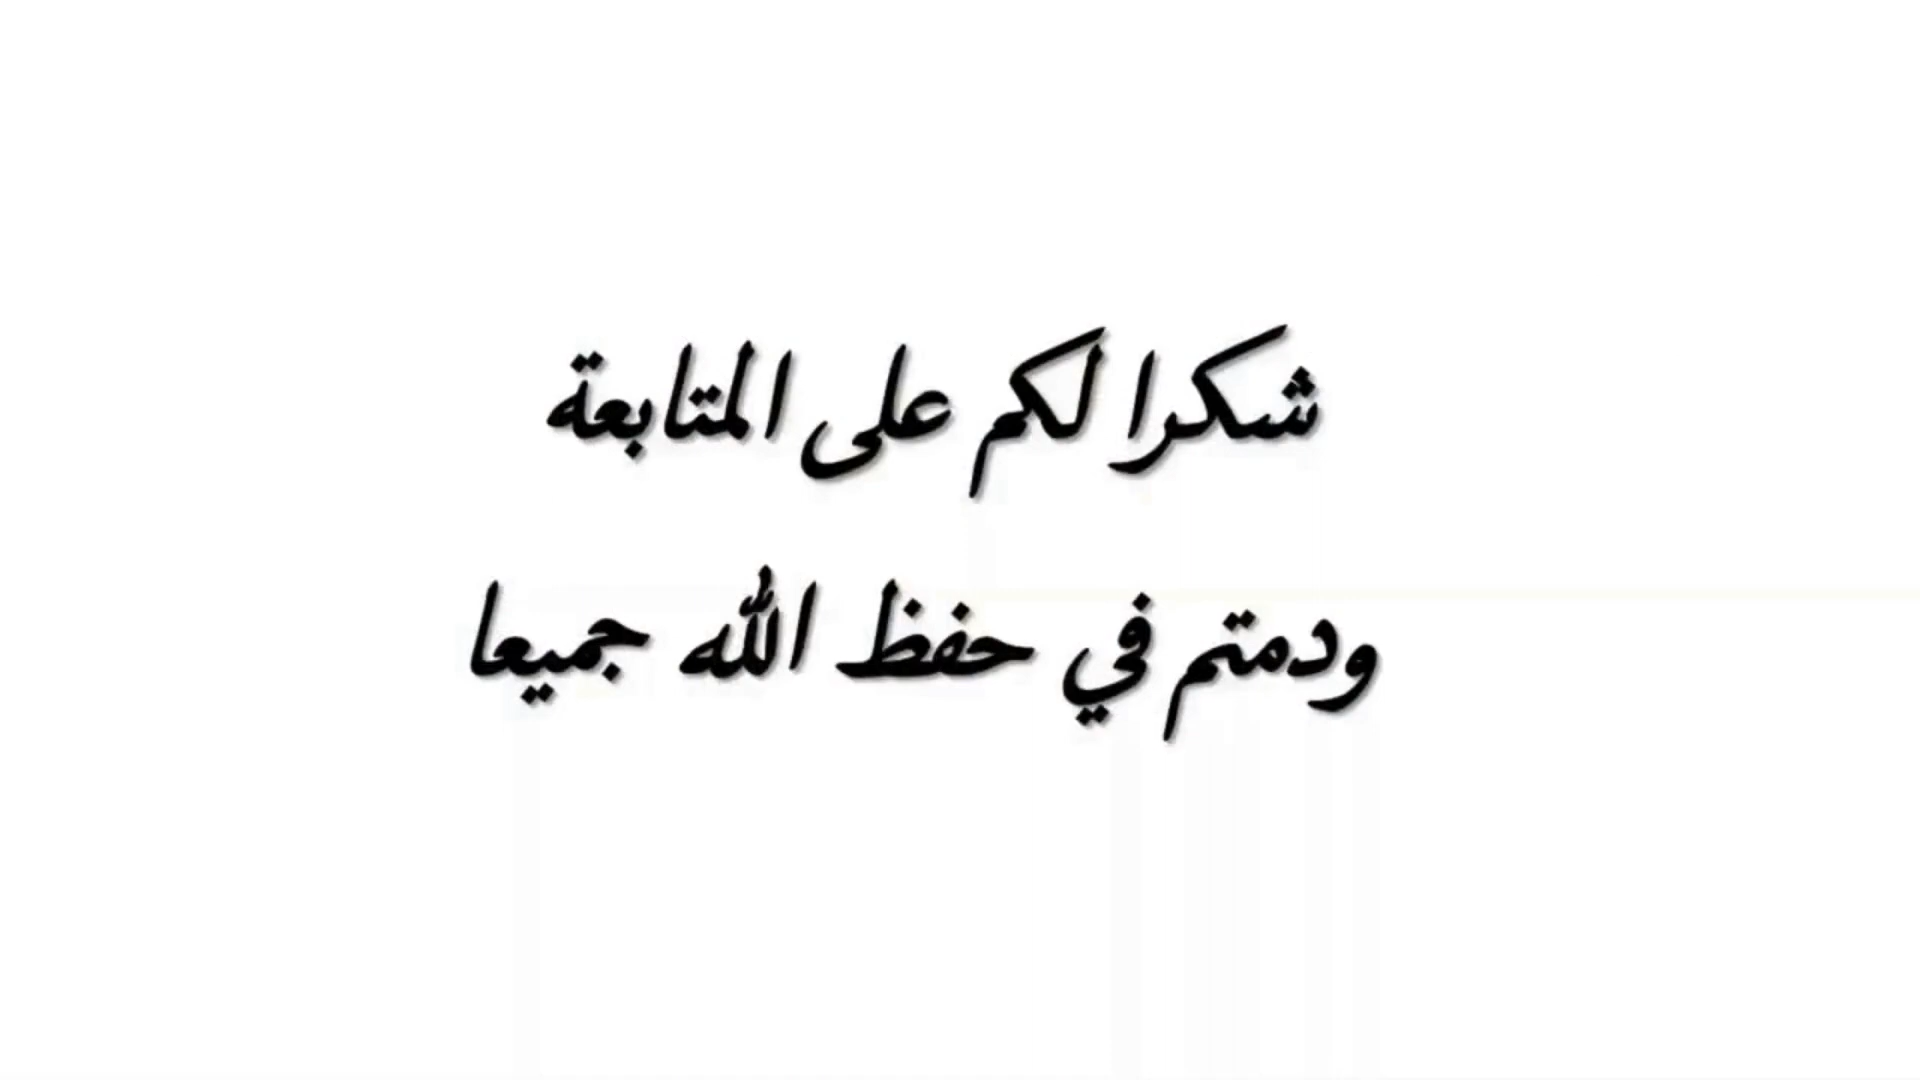 شكرا لكم على المتابعة
ودمتم في حفظ الله جميعا